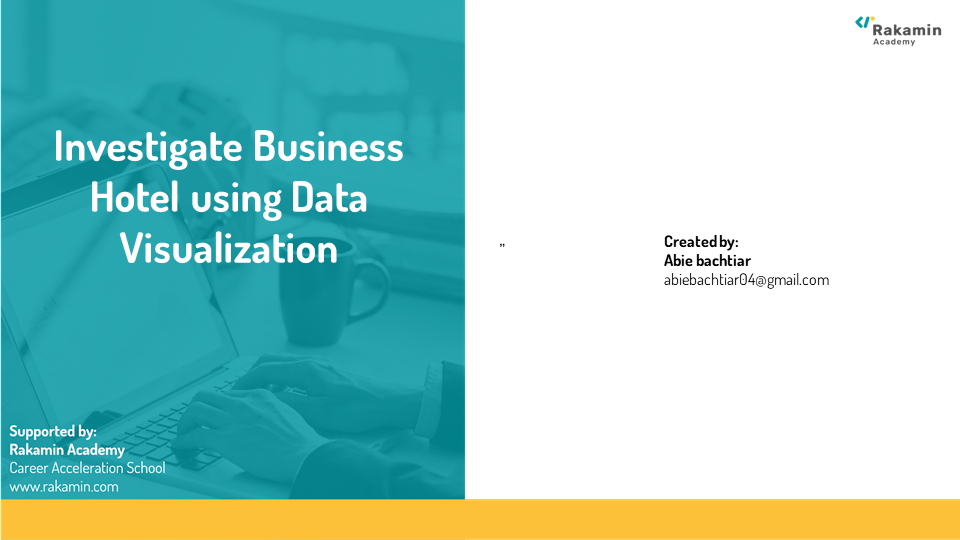 Rakamin
Academy
Investigate Business
Hotel using Data
Visualization
”
Created by:
Abie bachtiar
abiebachtiar04@gmail.com
Supported by:
Rakamin Academy
Career Acceleration School
www.rakamin.com